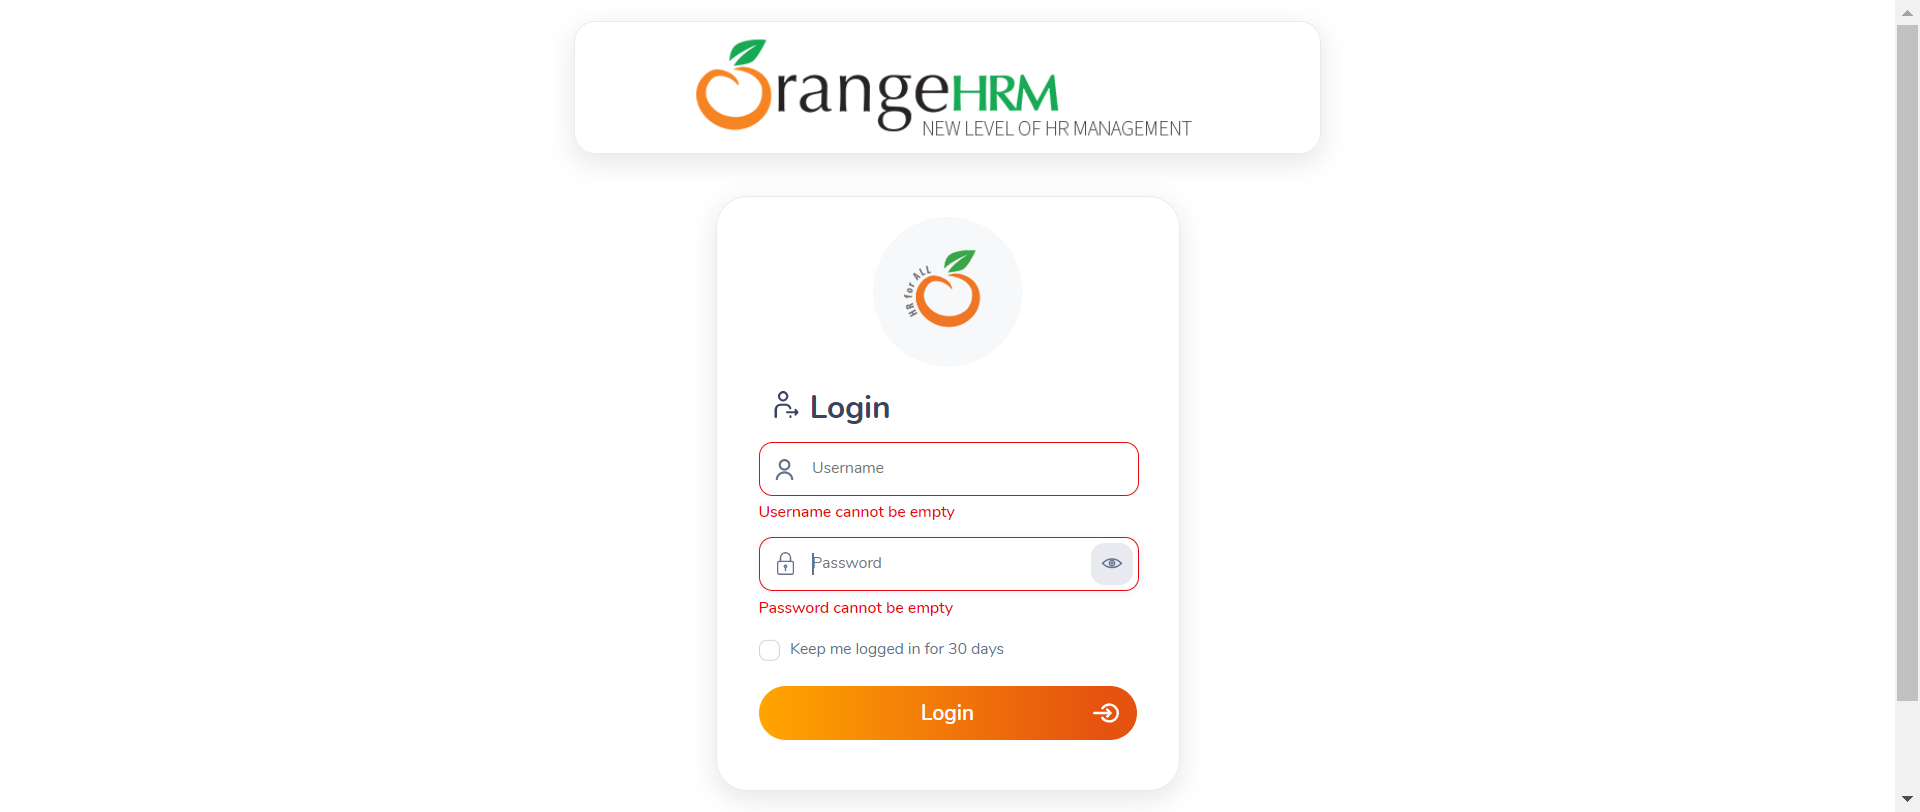 OrangeHRM
NEW LEVEL OF HR MANAGEMENT
HR for ALL
Login
Username
Username cannot be empty
Password
Password cannot be empty
Keep me logged in for 30 days
Login